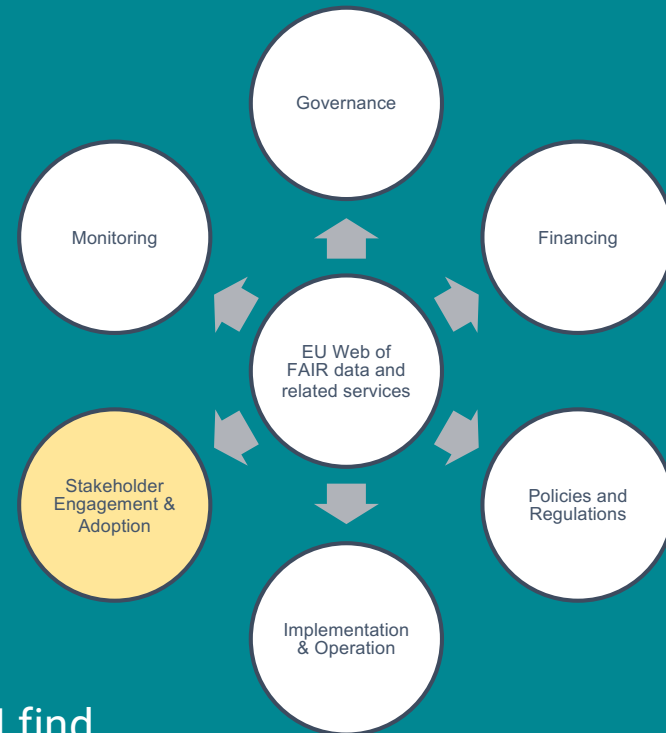 Governance
Monitoring
Financing
EU Web of
FAIR data and
related services
Stakeholder
Engagement &
Adoption
Policies and
Regulations
Implementation
& Operation
find